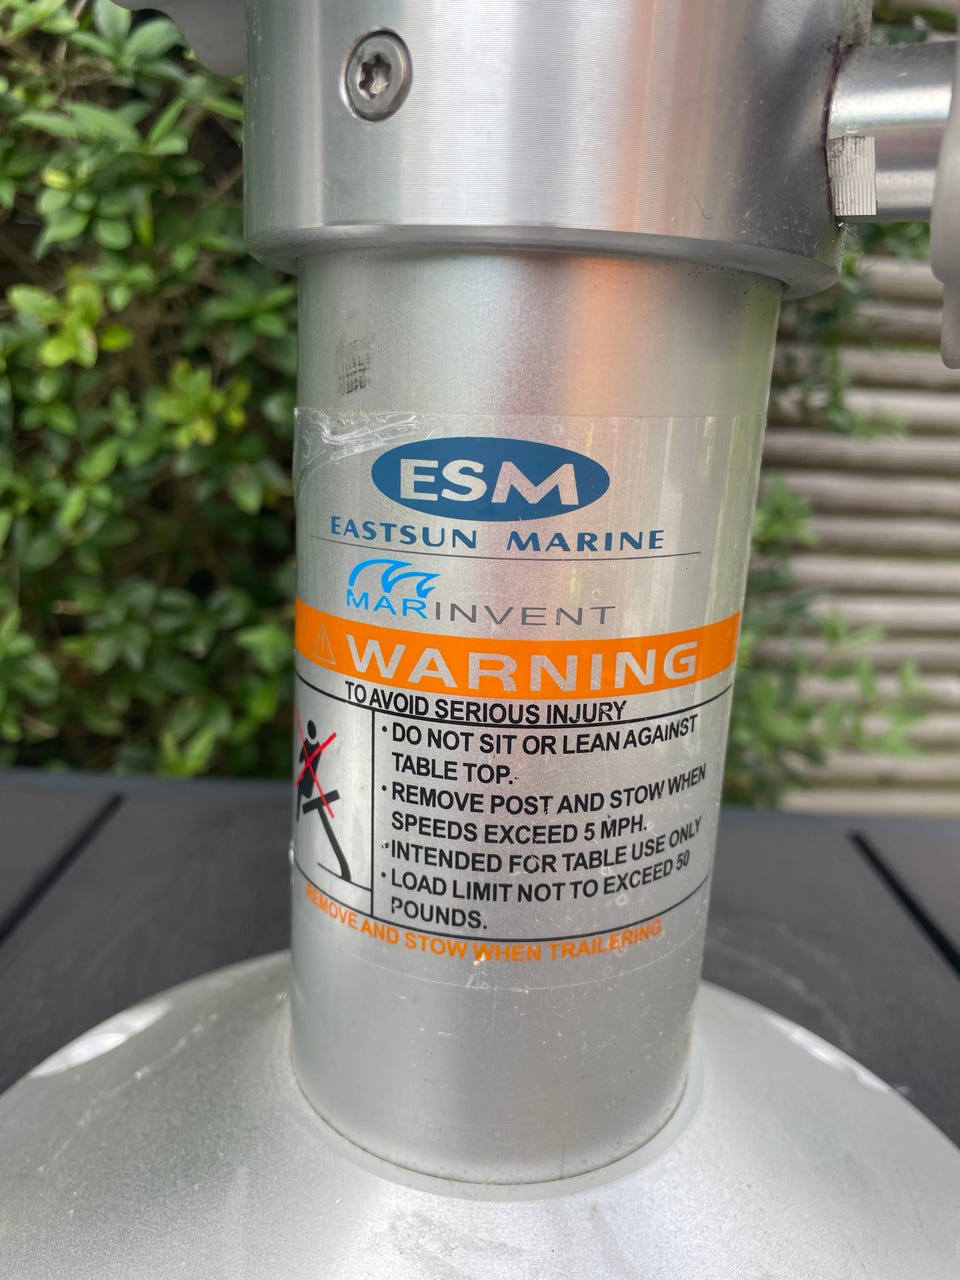 ESM
EASTSUN MARINE
MARINVENT
WARNING
TO AVOID SERIOUS INJURY
• DO NOT SIT OR LEAN AGAINST
TABLE TOP.
• REMOVE POST AND STOW WHEN
SPEEDS EXCEED 5 MPH.
• INTENDED FOR TABLE USE ONLY
• LOAD LIMIT NOT TO EXCEED 50
POUNDS.
REMOVE AND STOW WHEN TRAILERING